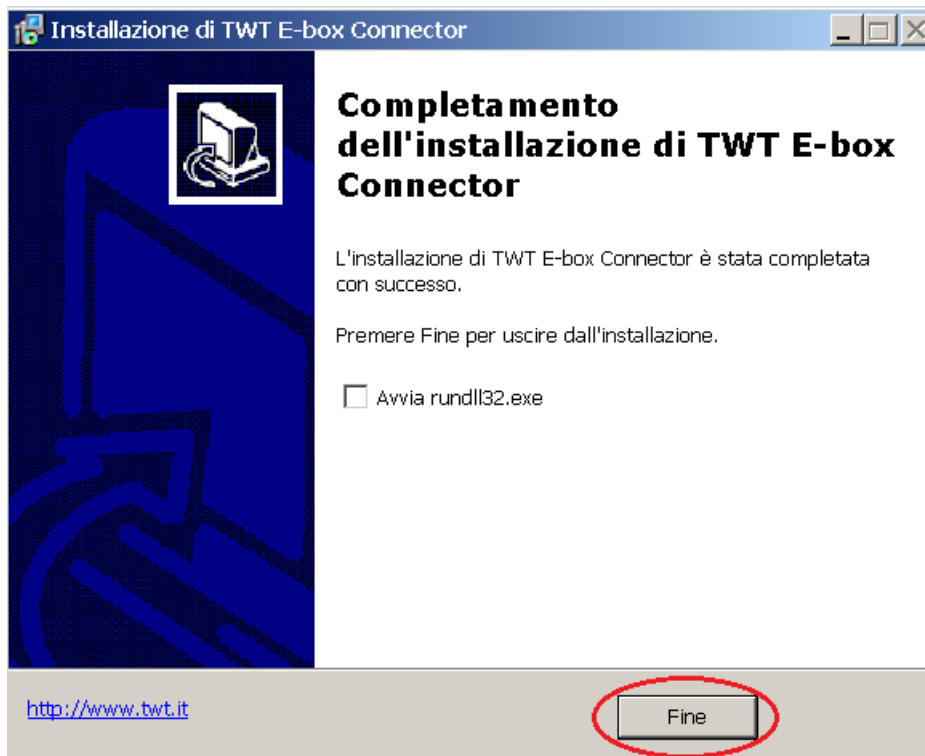 Installazione di TWT E-box Connector
Completamento
dell'installazione di TWT E-box
Connector
L'installazione di TWT E-box Connector è stata completata
con successo.
Premere Fine per uscire dall'installazione.
Avvia rundll32.exe
http://www.twt.it
Fine